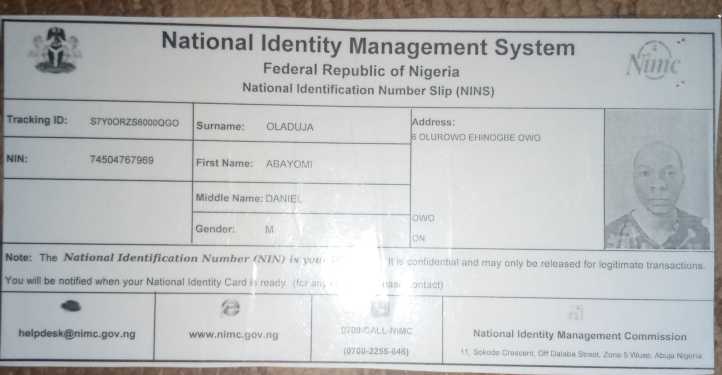 National Identity Management System
Federal Republic of Nigeria
National Identification Number Slip (NINS)
Nimc
Tracking ID: S7Y0ORZS6000QGO
Surname: OLADUJA
Address:
6 OLUROWO EHINOGBE OWO
NIN: 74504767969
First Name: ABAYOMI
Middle Name: DANIEL
OWO
Gender: M
ON
Note: The National Identification Number (NIN) is your It is confidential and may only be released for legitimate transactions.
You will be notified when your National Identity Card is ready (for any contact)
helpdesk@nimc.gov.ng
www.nimc.gov.ng
0700-CALL-NIMC
(0700-2255-646)
National Identity Management Commission
11, Sokode Crescent, Off Dalaba Street, Zone 5 Wuse, Abuja Nigeria